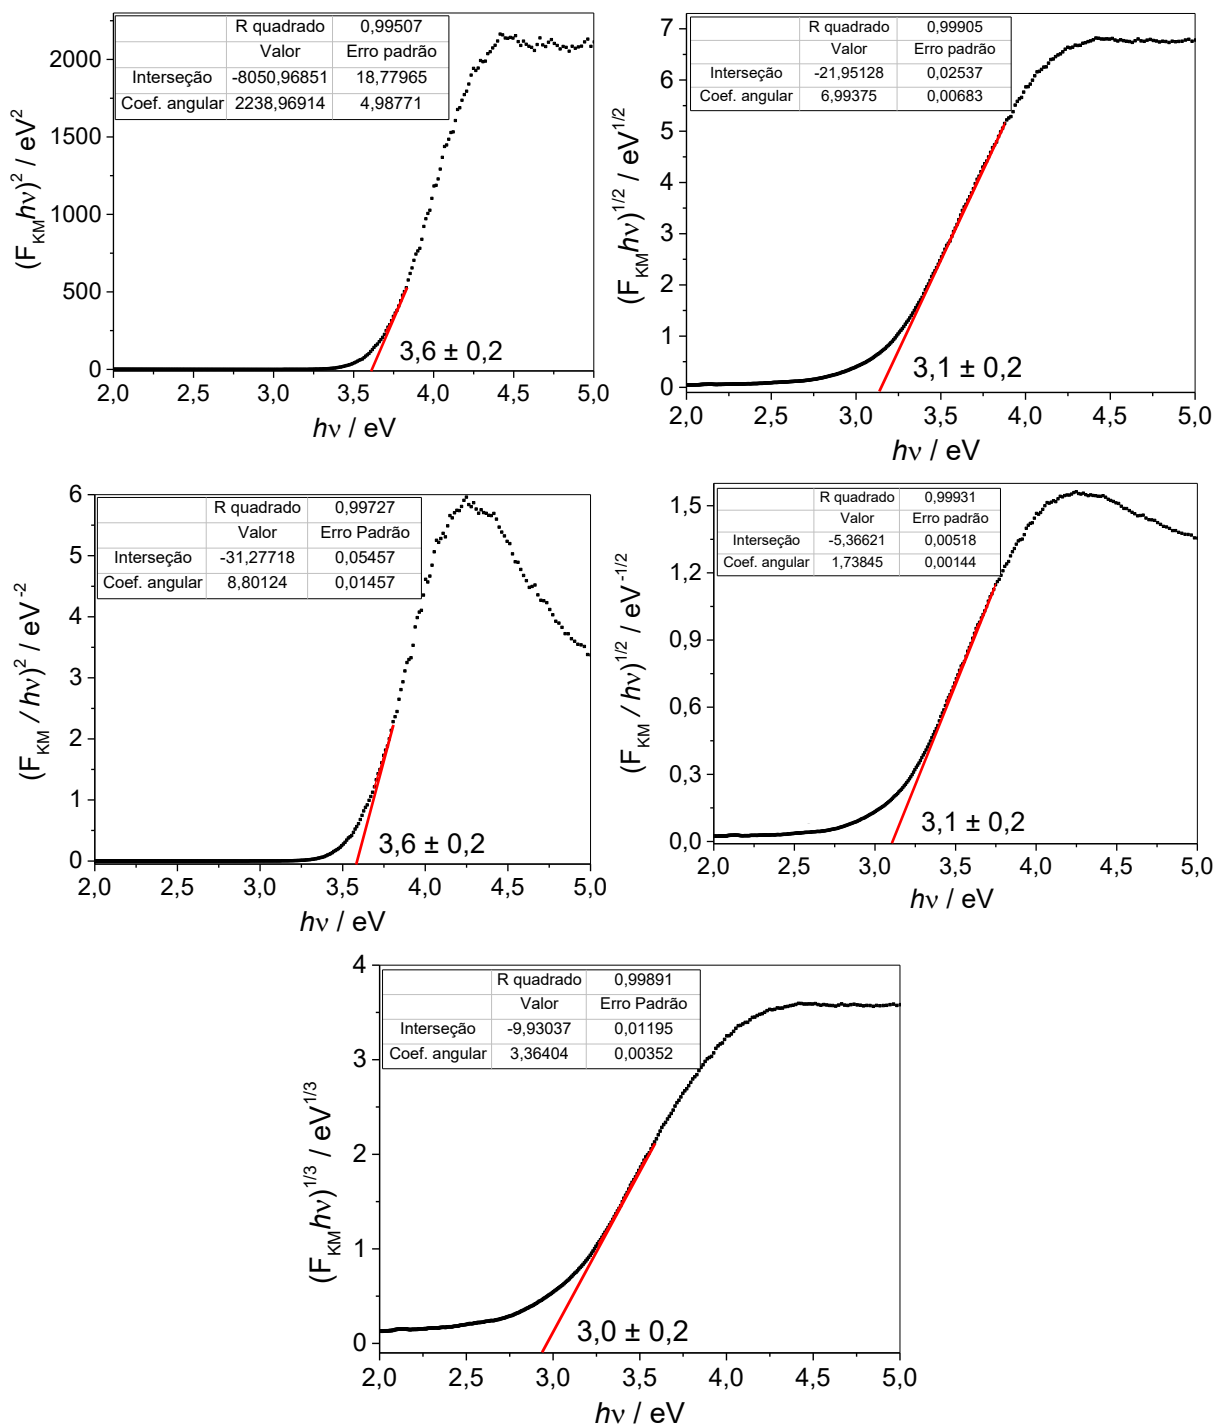 R quadrado 0,99507
Valor Erro padrão
Interseção -8050,96851 18,77965
Coef. angular 2238,96914 4,98771
2000
1500
1000
500
0
(F_KM hν)^2 / eV^2
3,6 ± 0,2
2,0 2,5 3,0 3,5 4,0 4,5 5,0
hν / eV
R quadrado 0,99905
Valor Erro padrão
Interseção -21,95128 0,02537
Coef. angular 6,99375 0,00683
7
6
5
4
3
2
1
0
(F_KM hν)^1/2 / eV^1/2
3,1 ± 0,2
2,0 2,5 3,0 3,5 4,0 4,5 5,0
hν / eV
R quadrado 0,99727
Valor Erro Padrão
Interseção -31,27718 0,05457
Coef. angular 8,80124 0,01457
6
5
4
3
2
1
0
(F_KM / hν)^2 / eV^-2
3,6 ± 0,2
2,0 2,5 3,0 3,5 4,0 4,5 5,0
hν / eV
R quadrado 0,99931
Valor Erro padrão
Interseção -5,36621 0,00518
Coef. angular 1,73845 0,00144
1,5
1,2
0,9
0,6
0,3
0,0
(F_KM / hν)^1/2 / eV^-1/2
3,1 ± 0,2
2,0 2,5 3,0 3,5 4,0 4,5 5,0
hν / eV
R quadrado 0,99891
Valor Erro Padrão
Interseção -9,93037 0,01195
Coef. angular 3,36404 0,00352
4
3
2
1
0
(F_KM hν)^1/3 / eV^1/3
3,0 ± 0,2
2,0 2,5 3,0 3,5 4,0 4,5 5,0
hν / eV